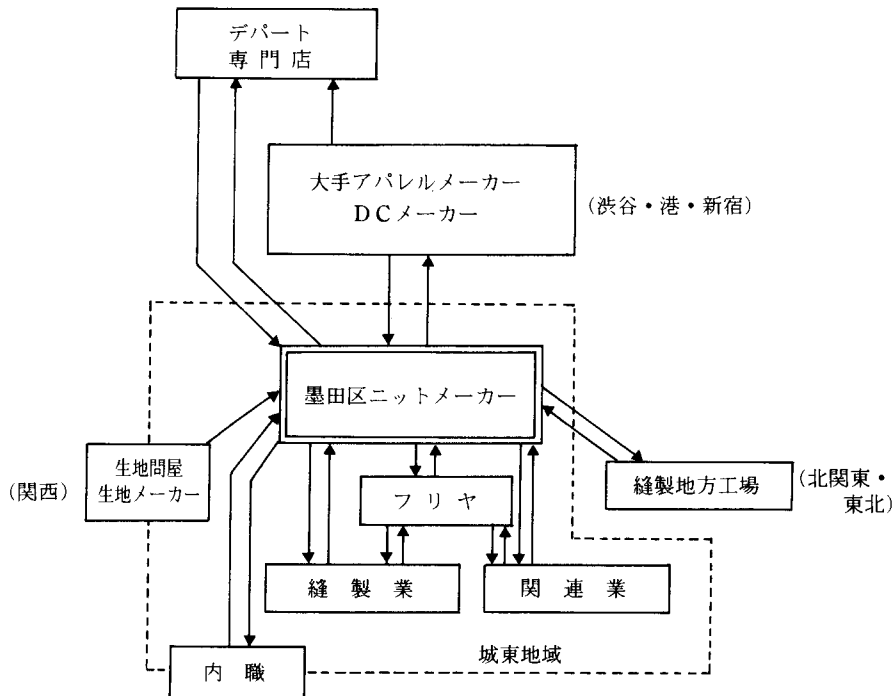 デパート
専門店
大手アパレルメーカー
DCメーカー
(渋谷・港・新宿)
墨田区ニットメーカー
(関西)
生地問屋
生地メーカー
フリヤ
縫製地方工場
(北関東・
東北)
縫製業
関連業
城東地域
内職